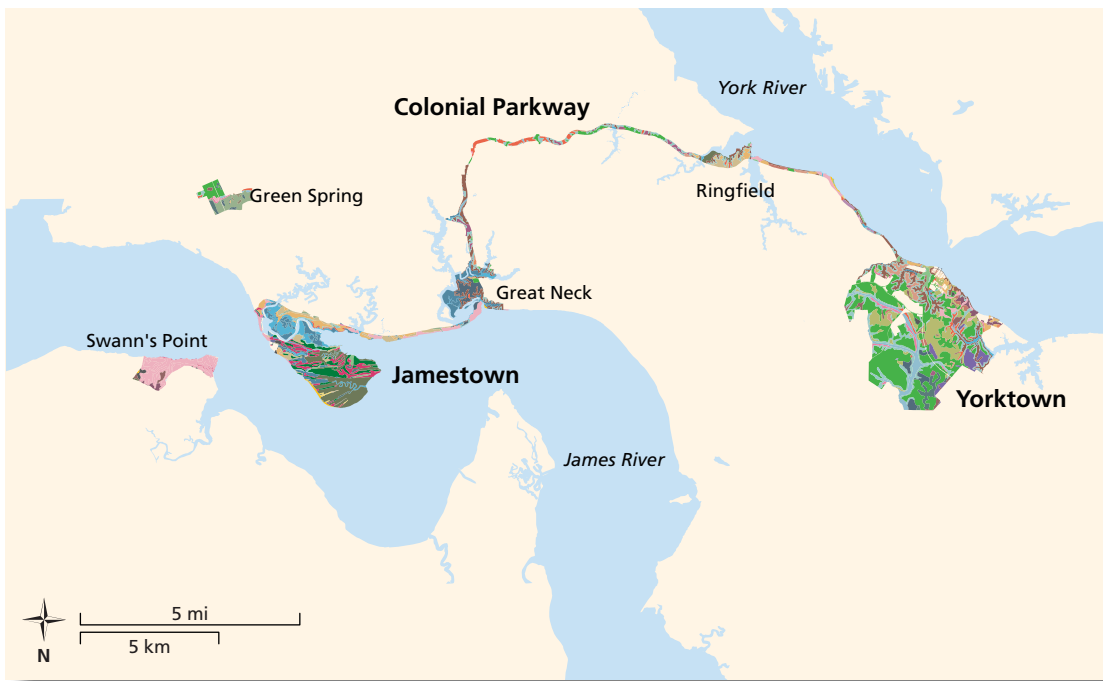 York River
Colonial Parkway
Ringfield
Green Spring
Great Neck
Swann's Point
Jamestown
Yorktown
James River
5 mi
5 km
N